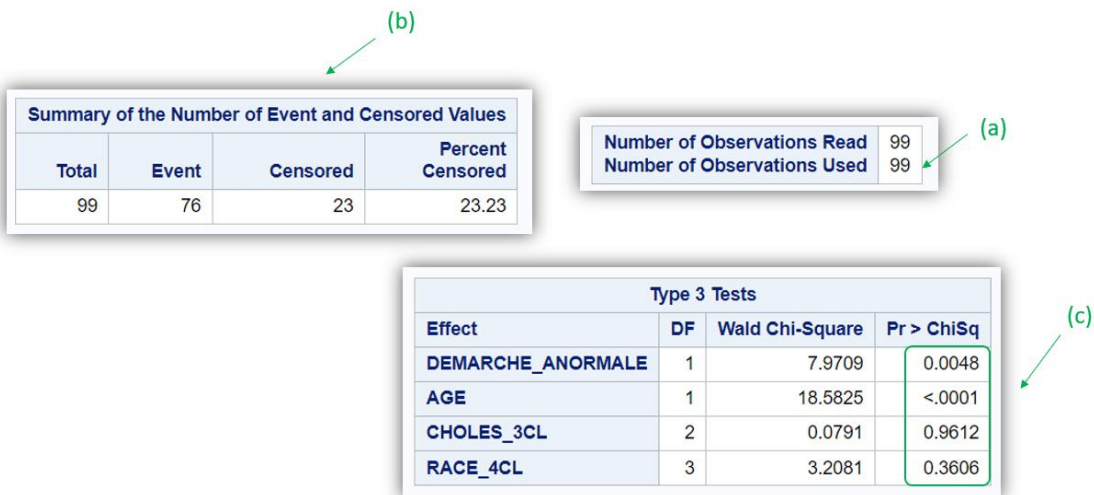 (b)
Summary of the Number of Event and Censored Values
Total Event Censored Percent Censored
99 76 23 23.23
Number of Observations Read 99
Number of Observations Used 99
(a)
Type 3 Tests
Effect DF Wald Chi-Square Pr > ChiSq
DEMARCHE_ANORMALE 1 7.9709 0.0048
AGE 1 18.5825 <.0001
CHOLES_3CL 2 0.0791 0.9612
RACE_4CL 3 3.2081 0.3606
(c)